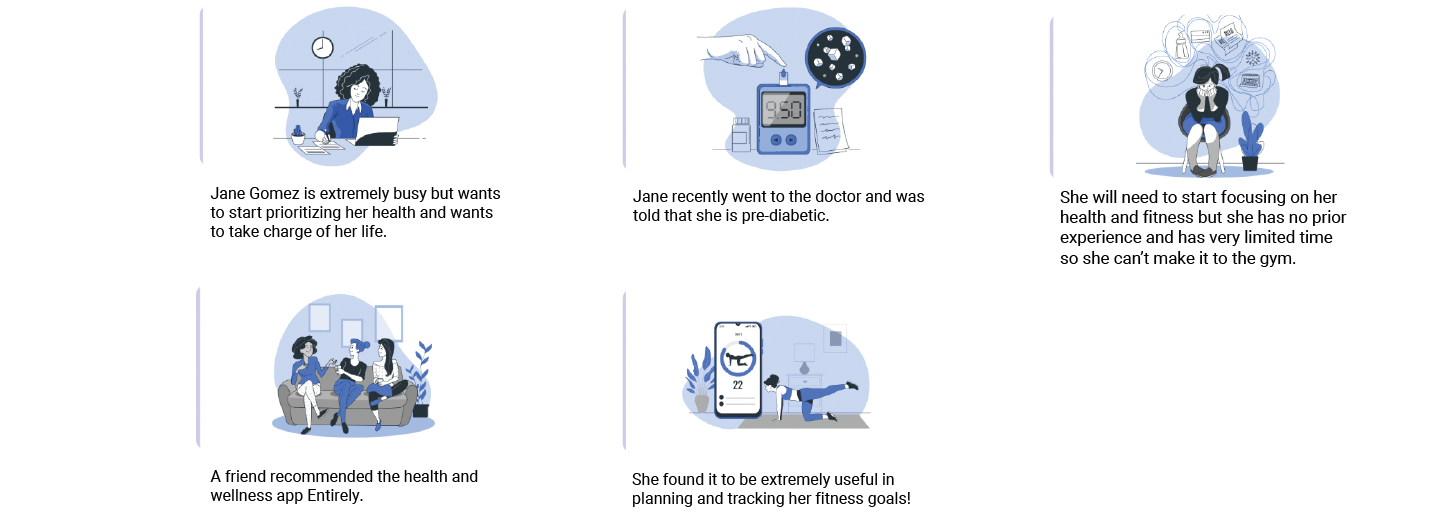 Jane Gomez is extremely busy but wants
to start prioritizing her health and wants
to take charge of her life.
950
Jane recently went to the doctor and was
told that she is pre-diabetic.
She will need to start focusing on her
health and fitness but she has no prior
experience and has very limited time
so she can’t make it to the gym.
A friend recommended the health and
wellness app Entirely.
22
She found it to be extremely useful in
planning and tracking her fitness goals!